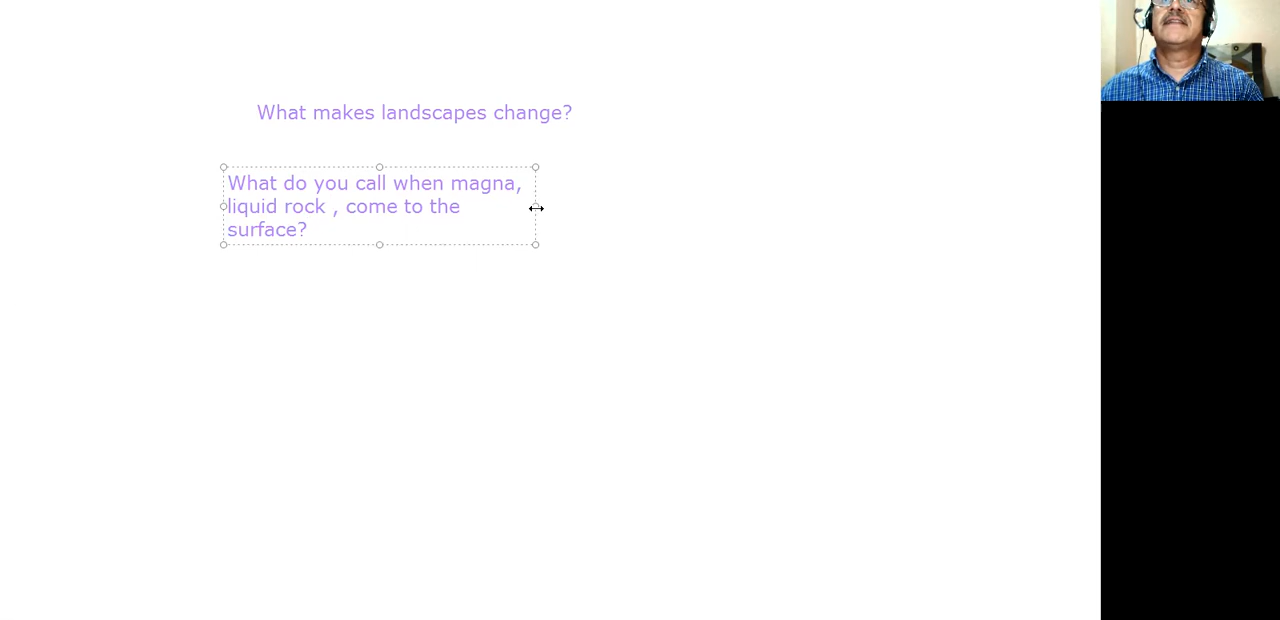 What makes landscapes change?
What do you call when magna,
liquid rock , come to the
surface?